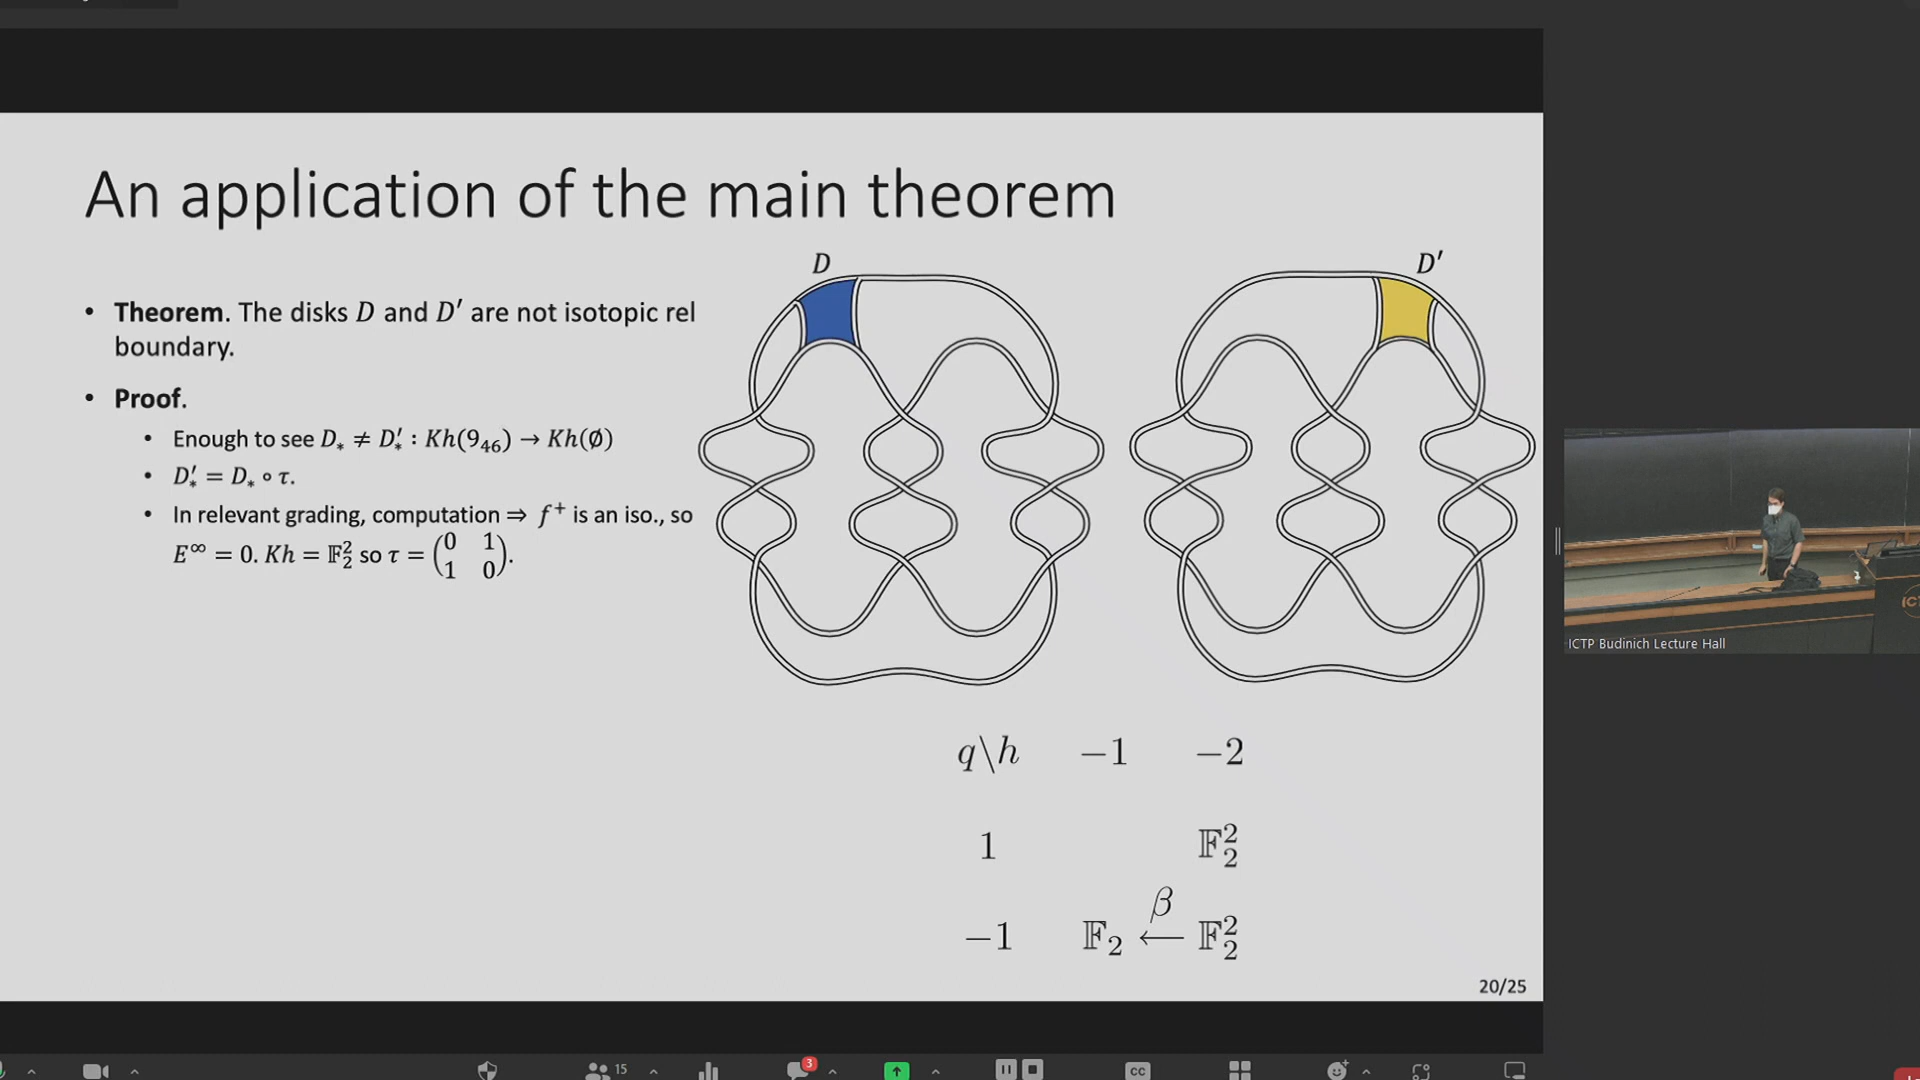 An application of the main theorem
• Theorem. The disks D and D′ are not isotopic rel
boundary.
• Proof.
• Enough to see D∗ ≠ D′∗ : Kh(9₄₆) → Kh(∅)
• D′∗ = D∗ ∘ τ.
• In relevant grading, computation ⇒ f⁺ is an iso., so
E^∞ = 0. Kh = 𝔽₂² so τ = (0 1
1 0).
D
D′
q\h −1 −2
1 𝔽₂²
β
−1 𝔽₂ ← 𝔽₂²
20/25
ICTP Budinich Lecture Hall
3
15
CC